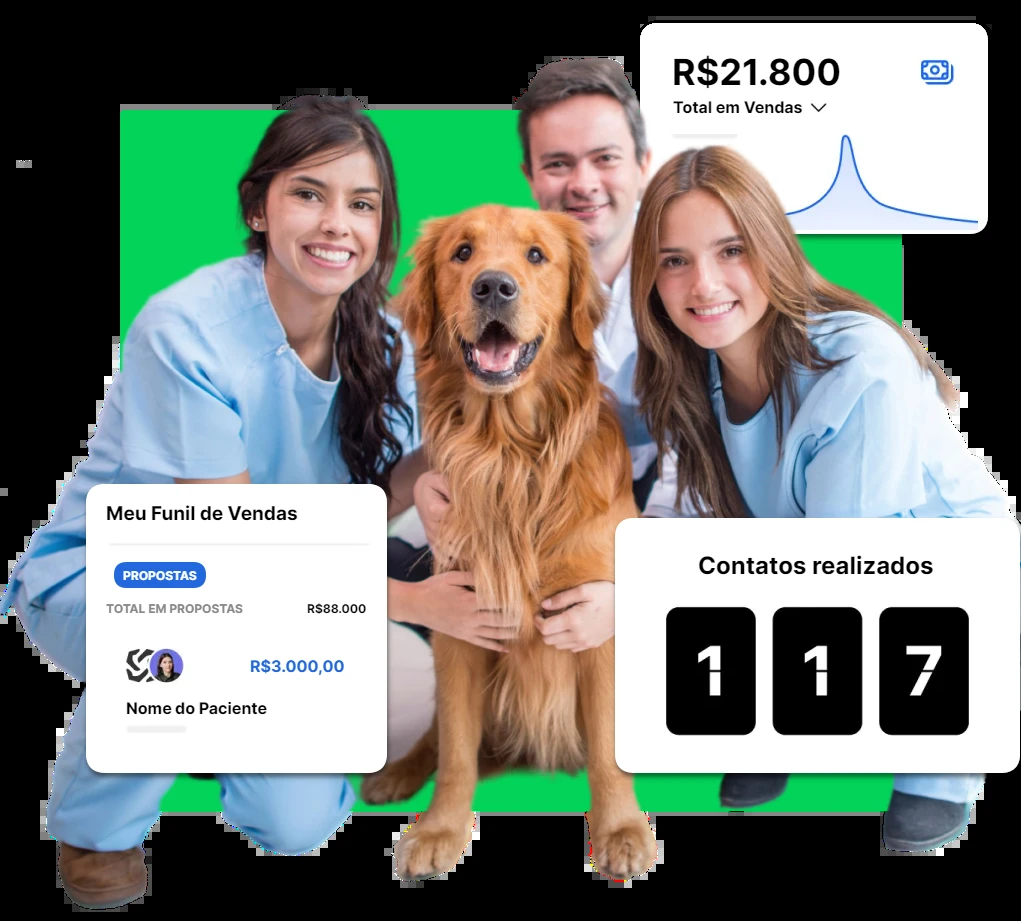 R$21.800
Total em Vendas
Meu Funil de Vendas
PROPOSTAS
TOTAL EM PROPOSTAS R$88.000
R$3.000,00
Nome do Paciente
Contatos realizados
1 1 7